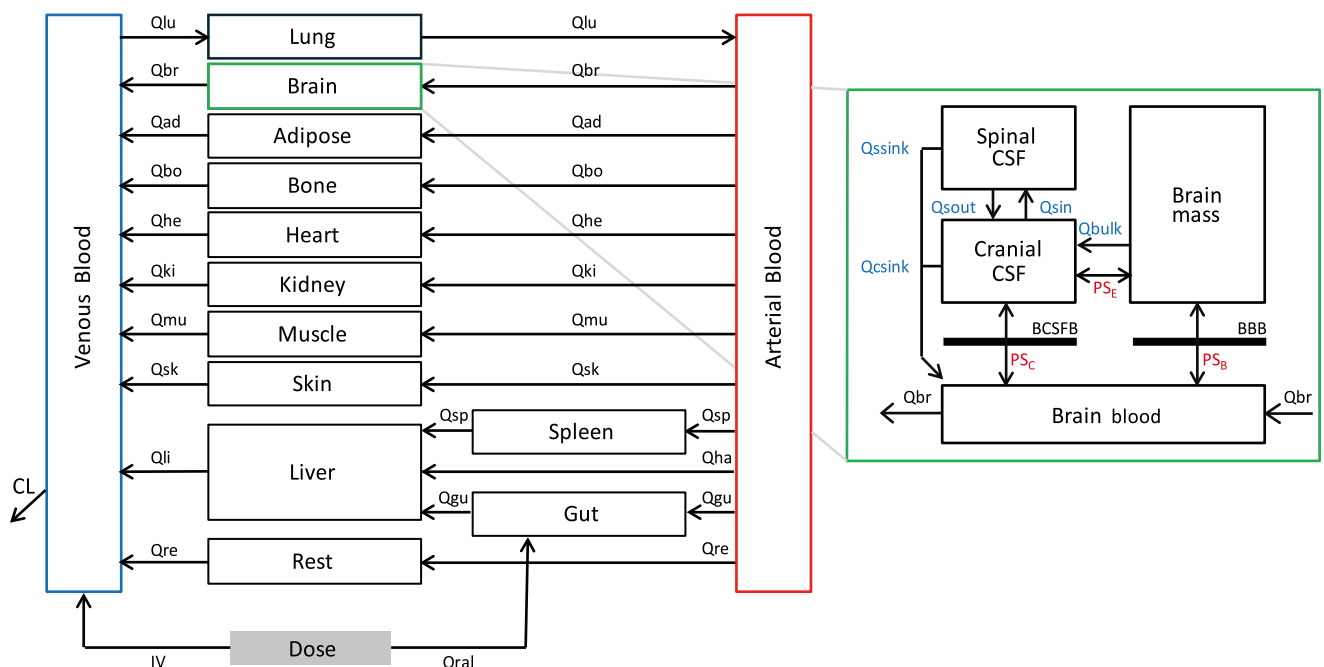 Qlu
Lung
Qlu
Qbr
Brain
Qbr
Qad
Adipose
Qad
Qbo
Bone
Qbo
Qhe
Heart
Qhe
Qki
Kidney
Qki
Qmu
Muscle
Qmu
Qsk
Skin
Qsk
Qsp
Spleen
Qsp
Qli
Liver
Qha
Qgu
Gut
Qgu
Qre
Rest
Qre
CL
Venous Blood
Arterial Blood
Dose
IV
Oral
Spinal
CSF
Brain
mass
Qssink
Qsout
Qsin
Qbulk
Cranial
CSF
Qcsink
PSE
BCSFB
BBB
PSC
PSB
Qbr
Brain blood
Qbr